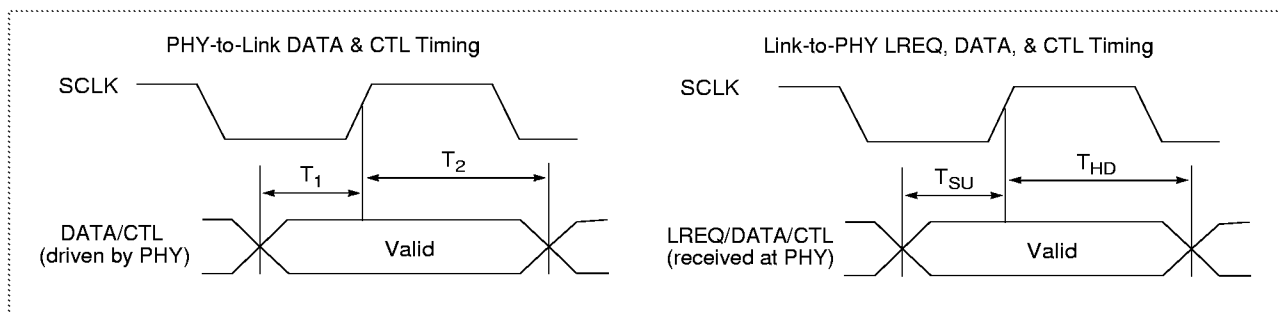 PHY-to-Link DATA & CTL Timing
SCLK
T1
T2
DATA/CTL
(driven by PHY)
Valid
Link-to-PHY LREQ, DATA, & CTL Timing
SCLK
TSU
THD
LREQ/DATA/CTL
(received at PHY)
Valid